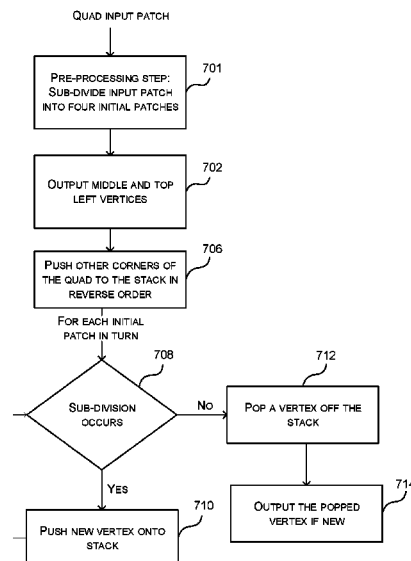 QUAD INPUT PATCH
701
PRE-PROCESSING STEP:
SUB-DIVIDE INPUT PATCH
INTO FOUR INITIAL PATCHES
702
OUTPUT MIDDLE AND TOP
LEFT VERTICES
706
PUSH OTHER CORNERS OF
THE QUAD TO THE STACK IN
REVERSE ORDER
FOR EACH INITIAL
PATCH IN TURN
708
712
SUB-DIVISION
OCCURS
NO
POP A VERTEX OFF THE
STACK
YES
710
714
PUSH NEW VERTEX ONTO
STACK
OUTPUT THE POPPED
VERTEX IF NEW